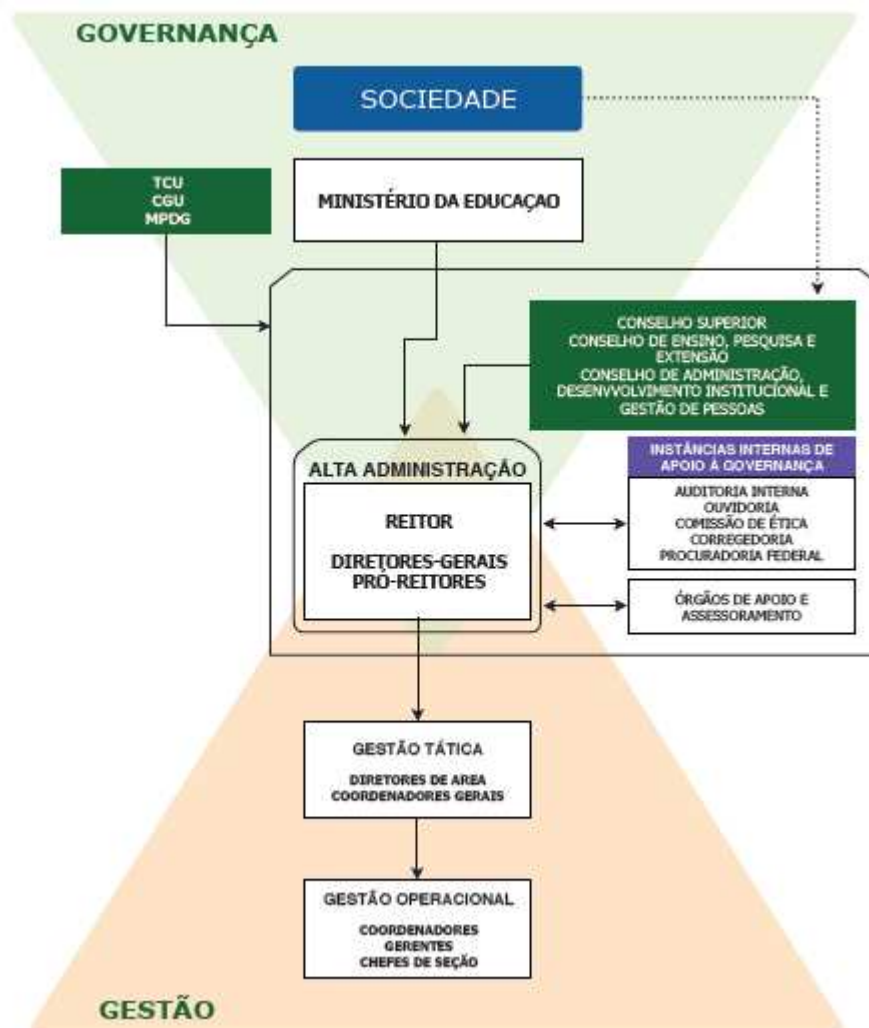 GOVERNANÇA
SOCIEDADE
TCU
CGU
MPDG
MINISTÉRIO DA EDUCAÇAO
CONSELHO SUPERIOR
CONSELHO DE ENSINO, PESQUISA E
EXTENSÃO
CONSELHO DE ADMINISTRAÇÃO,
DESENVVOLVIMENTO INSTITUCIONAL E
GESTÃO DE PESSOAS
INSTÂNCIAS INTERNAS DE
APOIO À GOVERNANÇA
AUDITORIA INTERNA
OUVIDORIA
COMISSÃO DE ÉTICA
CORREGEDORIA
PROCURADORIA FEDERAL
ÓRGÃOS DE APOIO E
ASSESSORAMENTO
ALTA ADMINISTRAÇÃO
REITOR
DIRETORES-GERAIS
PRÓ-REITORES
GESTÃO TÁTICA
DIRETORES DE AREA
COORDENADORES GERAIS
GESTÃO OPERACIONAL
COORDENADORES
GERENTES
CHEFES DE SEÇÃO
GESTÃO